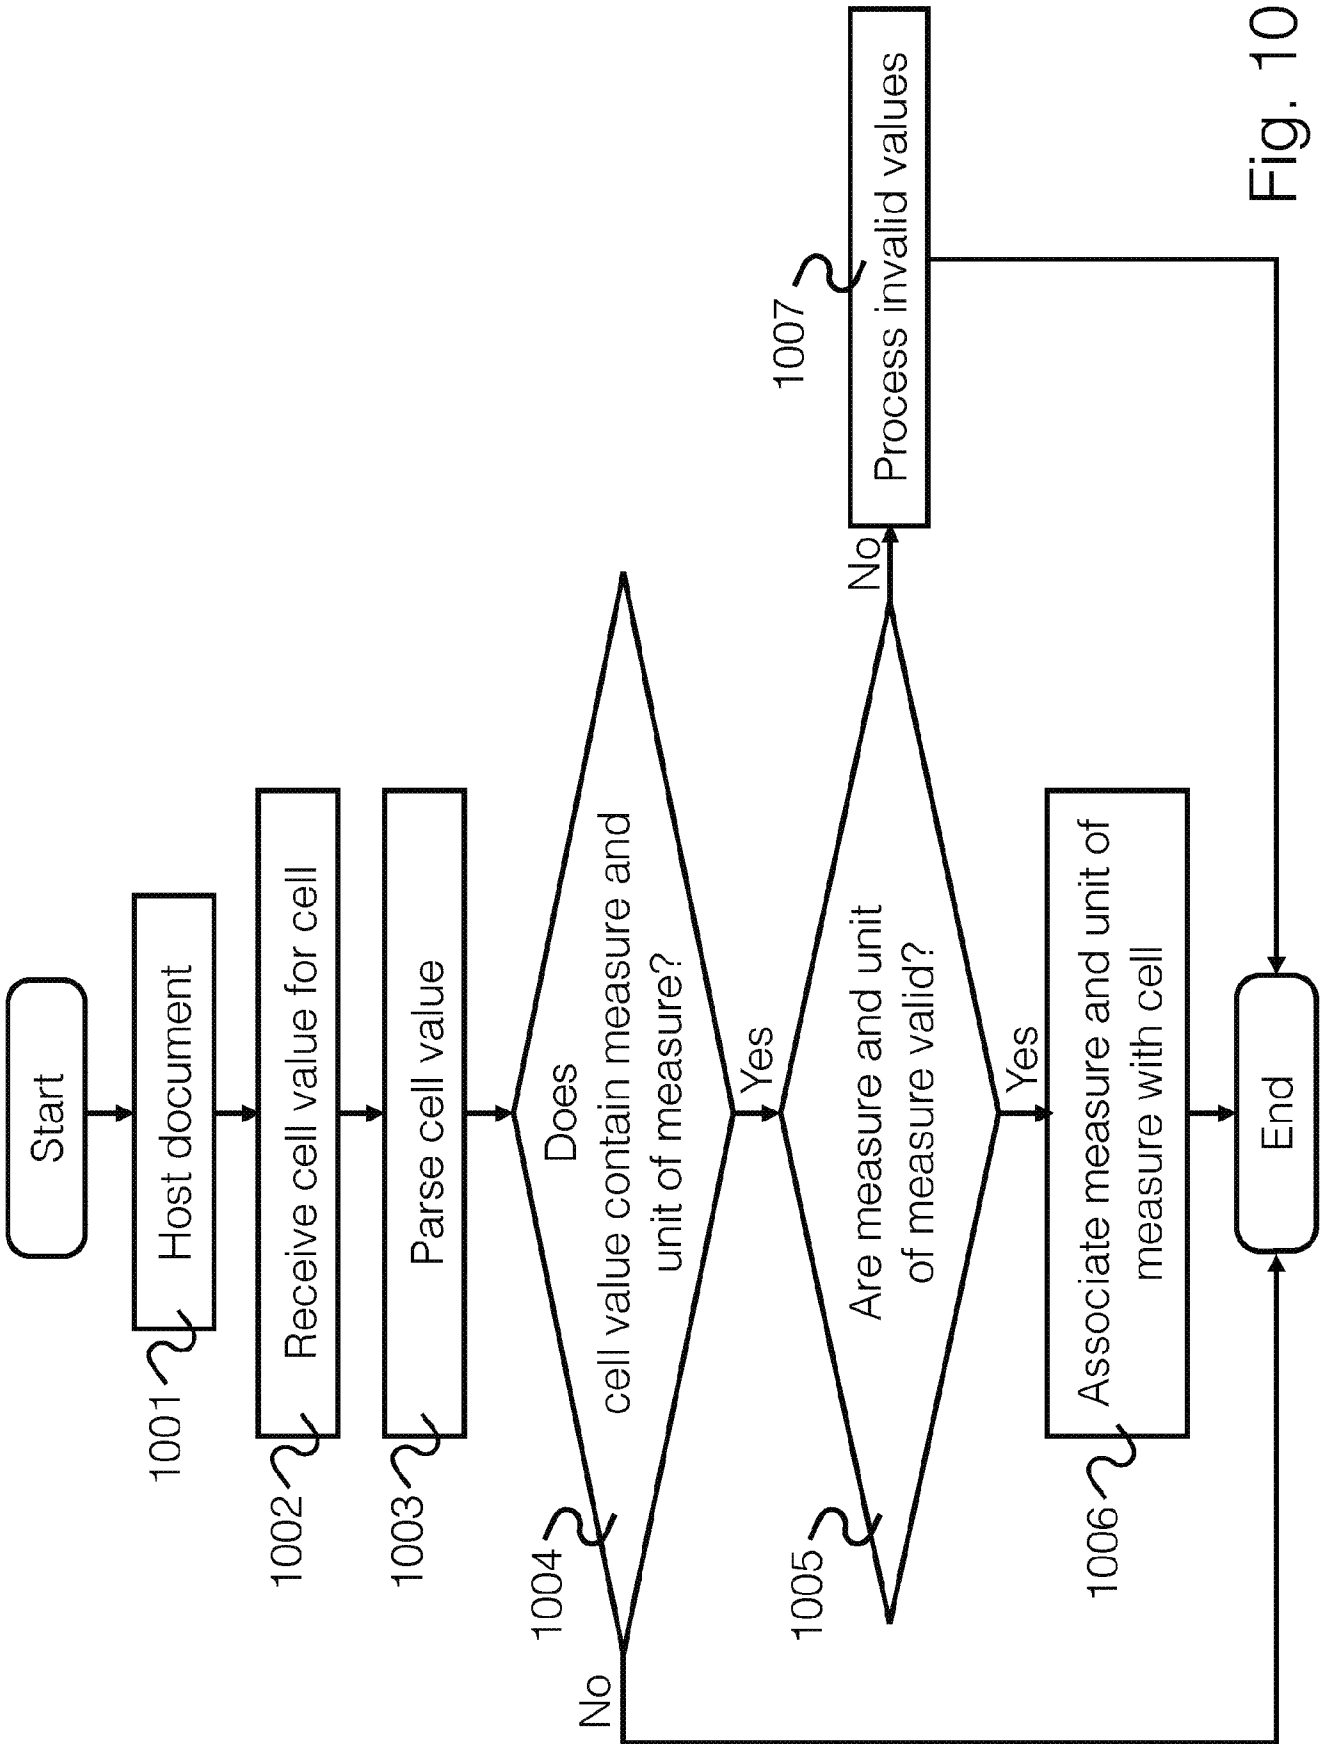 Start
1001
Host document
1002
Receive cell value for cell
1003
Parse cell value
1004
Does
cell value contain measure and
unit of measure?
No
Yes
1005
Are measure and unit
of measure valid?
No
1007
Process invalid values
Yes
1006
Associate measure and unit of
measure with cell
End
Fig. 10